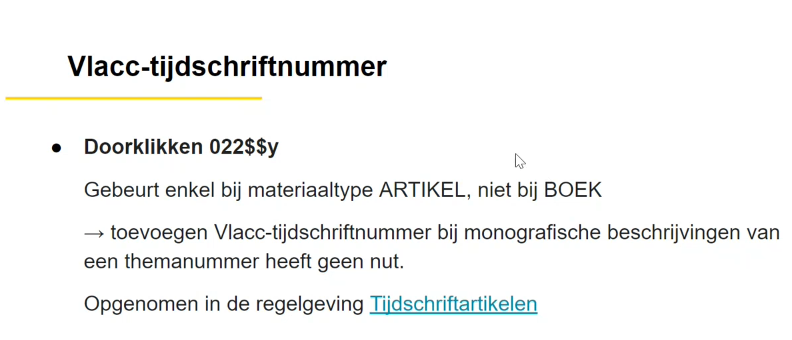 Vlacc-tijdschriftnummer
● Doorklikken 022$$y
Gebeurt enkel bij materiaaltype ARTIKEL, niet bij BOEK
→ toevoegen Vlacc-tijdschriftnummer bij monografische beschrijvingen van
een themanummer heeft geen nut.
Opgenomen in de regelgeving Tijdschriftartikelen